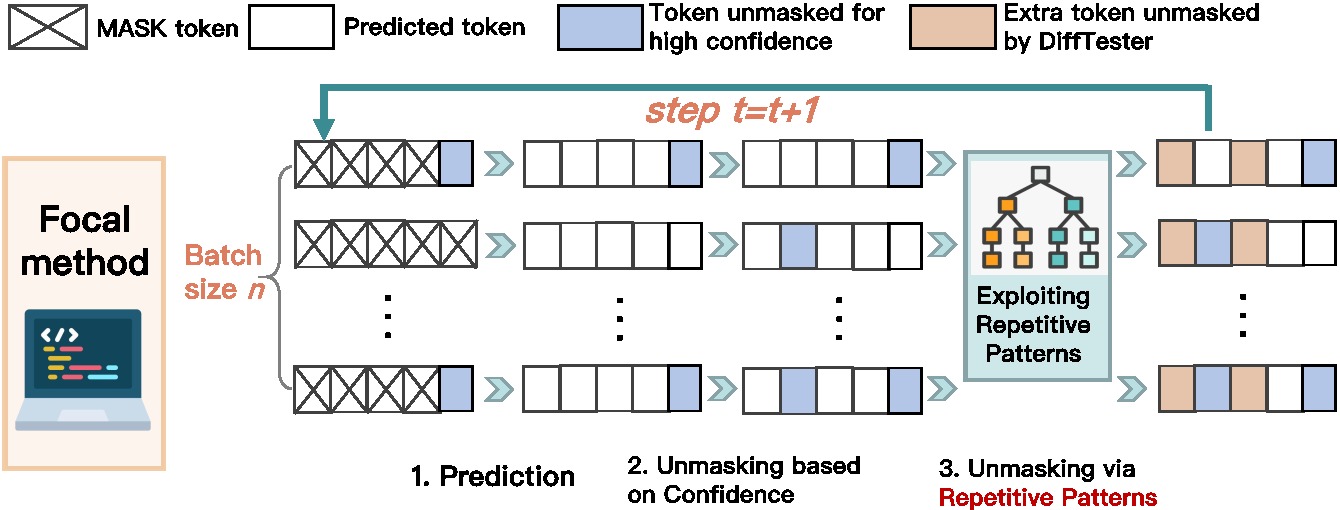 MASK token
Predicted token
Token unmasked for
high confidence
Extra token unmasked
by DiffTester
step t=t+1
Focal
method
</>
Batch
size n
Exploiting
Repetitive
Patterns
1. Prediction
2. Unmasking based
on Confidence
3. Unmasking via
Repetitive Patterns